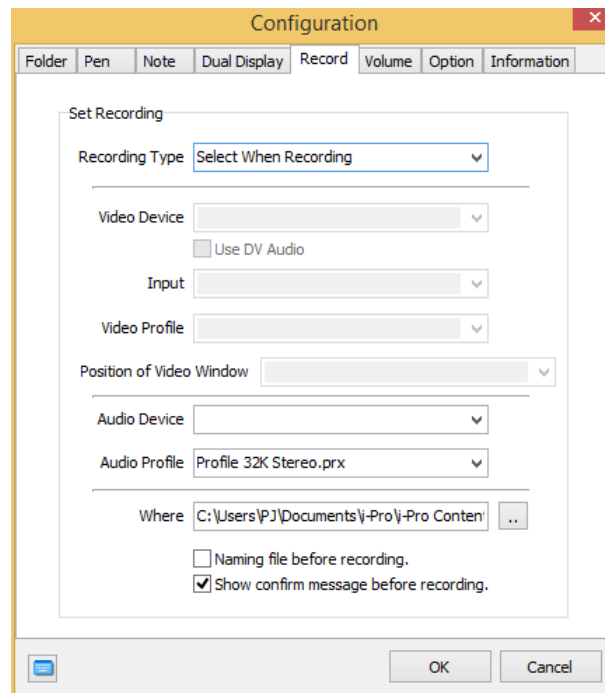 Configuration
Folder Pen Note Dual Display Record Volume Option Information
Set Recording
Recording Type Select When Recording
Video Device
Use DV Audio
Input
Video Profile
Position of Video Window
Audio Device
Audio Profile Profile 32K Stereo.prx
Where C:\Users\PJ\Documents\i-Pro\i-Pro Conten ..
Naming file before recording.
Show confirm message before recording.
OK Cancel